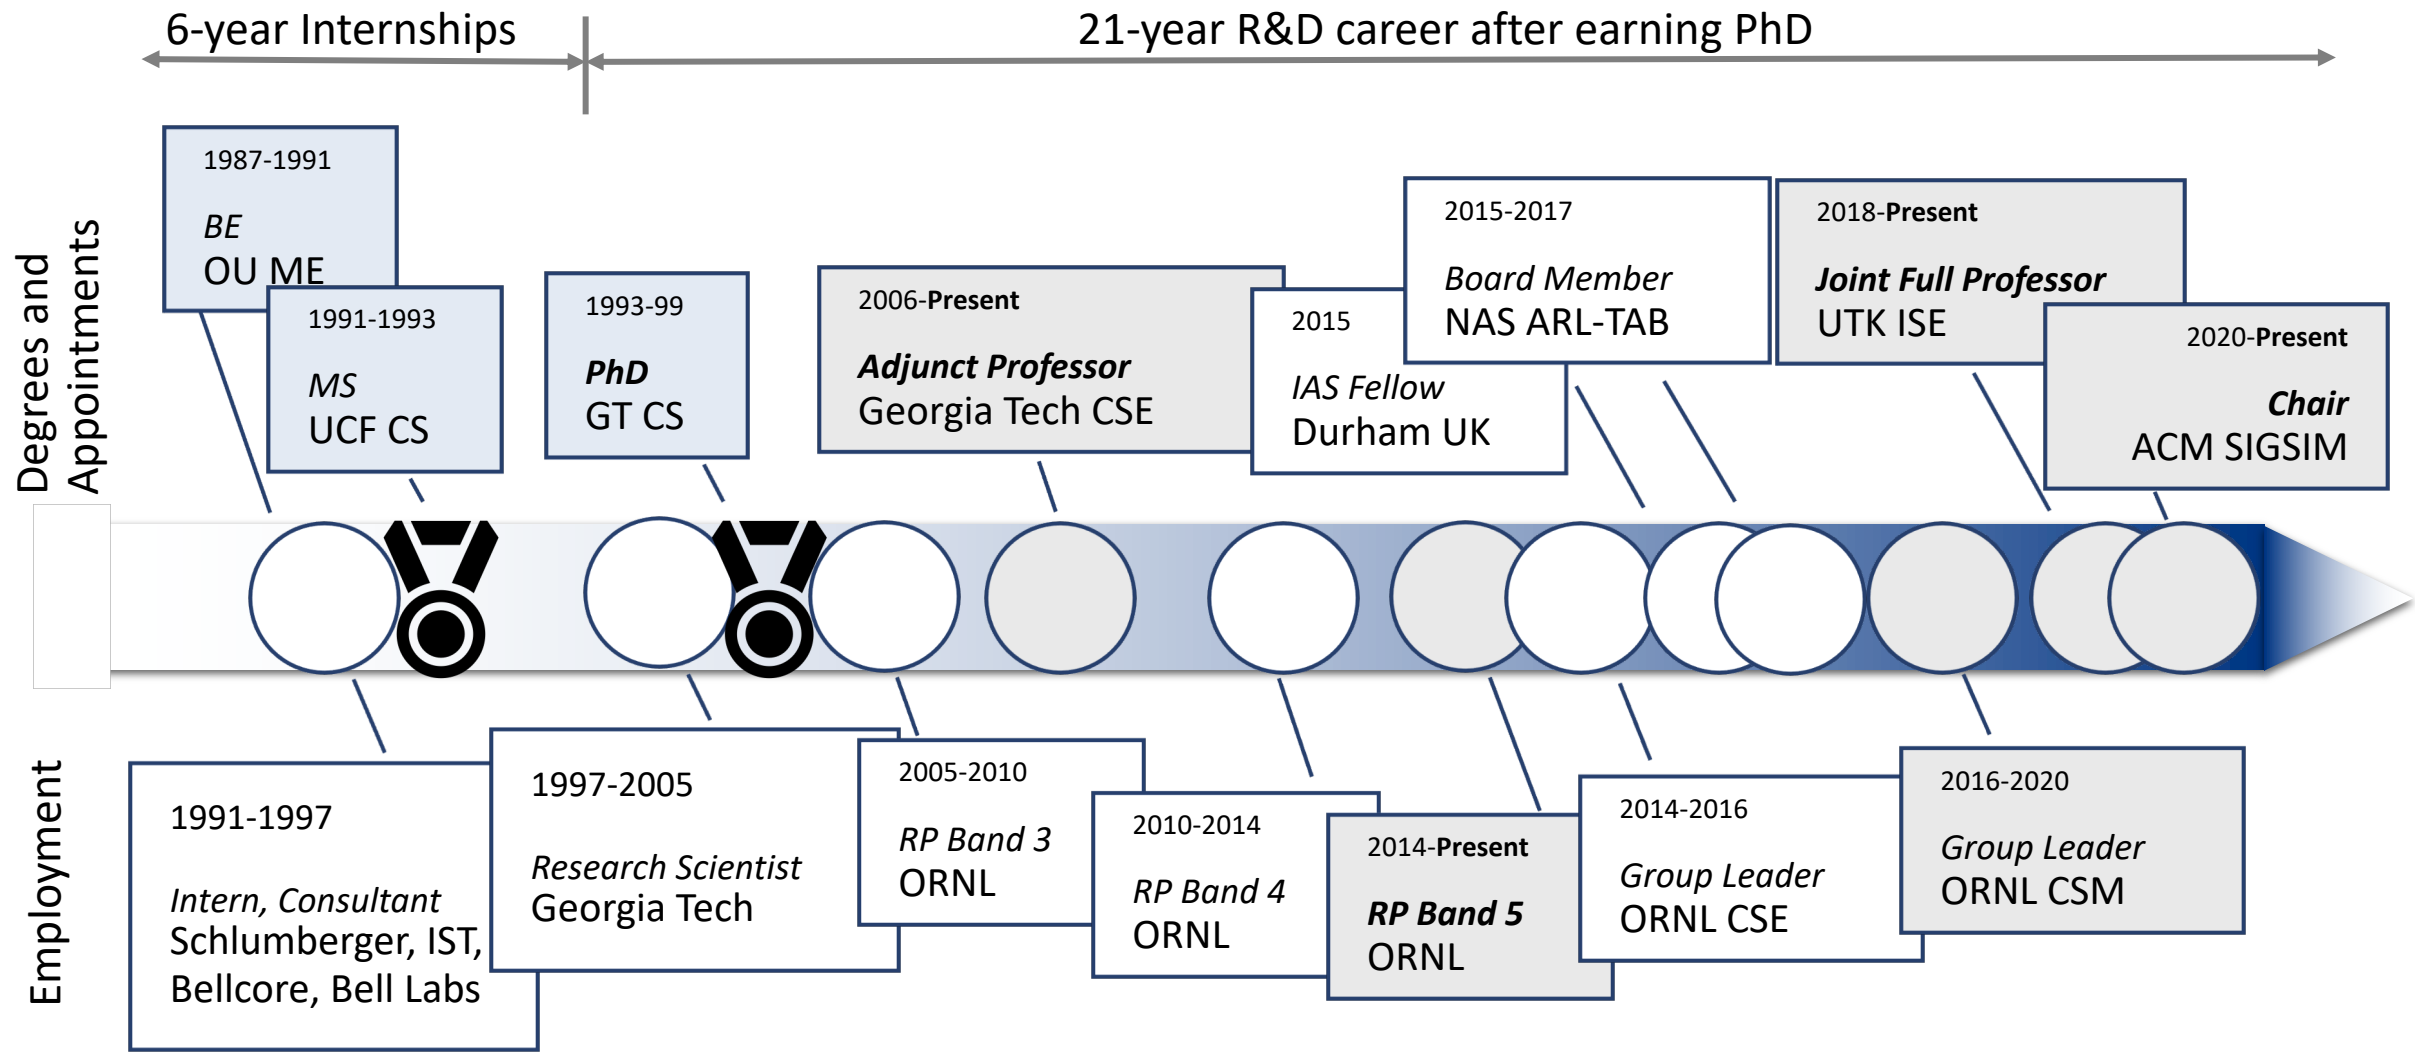 6-year Internships
21-year R&D career after earning PhD
Degrees and
Appointments
1987-1991
BE
OU ME
1991-1993
MS
UCF CS
1993-99
PhD
GT CS
2006-Present
Adjunct Professor
Georgia Tech CSE
2015
IAS Fellow
Durham UK
2015-2017
Board Member
NAS ARL-TAB
2018-Present
Joint Full Professor
UTK ISE
2020-Present
Chair
ACM SIGSIM
Employment
1991-1997
Intern, Consultant
Schlumberger, IST,
Bellcore, Bell Labs
1997-2005
Research Scientist
Georgia Tech
2005-2010
RP Band 3
ORNL
2010-2014
RP Band 4
ORNL
2014-Present
RP Band 5
ORNL
2014-2016
Group Leader
ORNL CSE
2016-2020
Group Leader
ORNL CSM